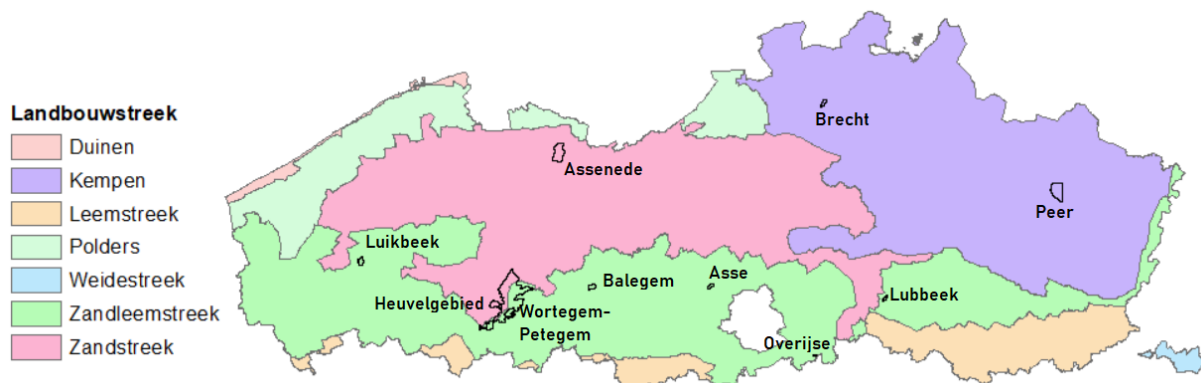 Landbouwstreek
Duinen
Kempen
Leemstreek
Polders
Weidestreek
Zandleemstreek
Zandstreek
Brecht
Assenede
Peer
Luikbeek
Balegem
Asse
Heuvelgebied
Wortegem-
Petegem
Lubbeek
Overijse